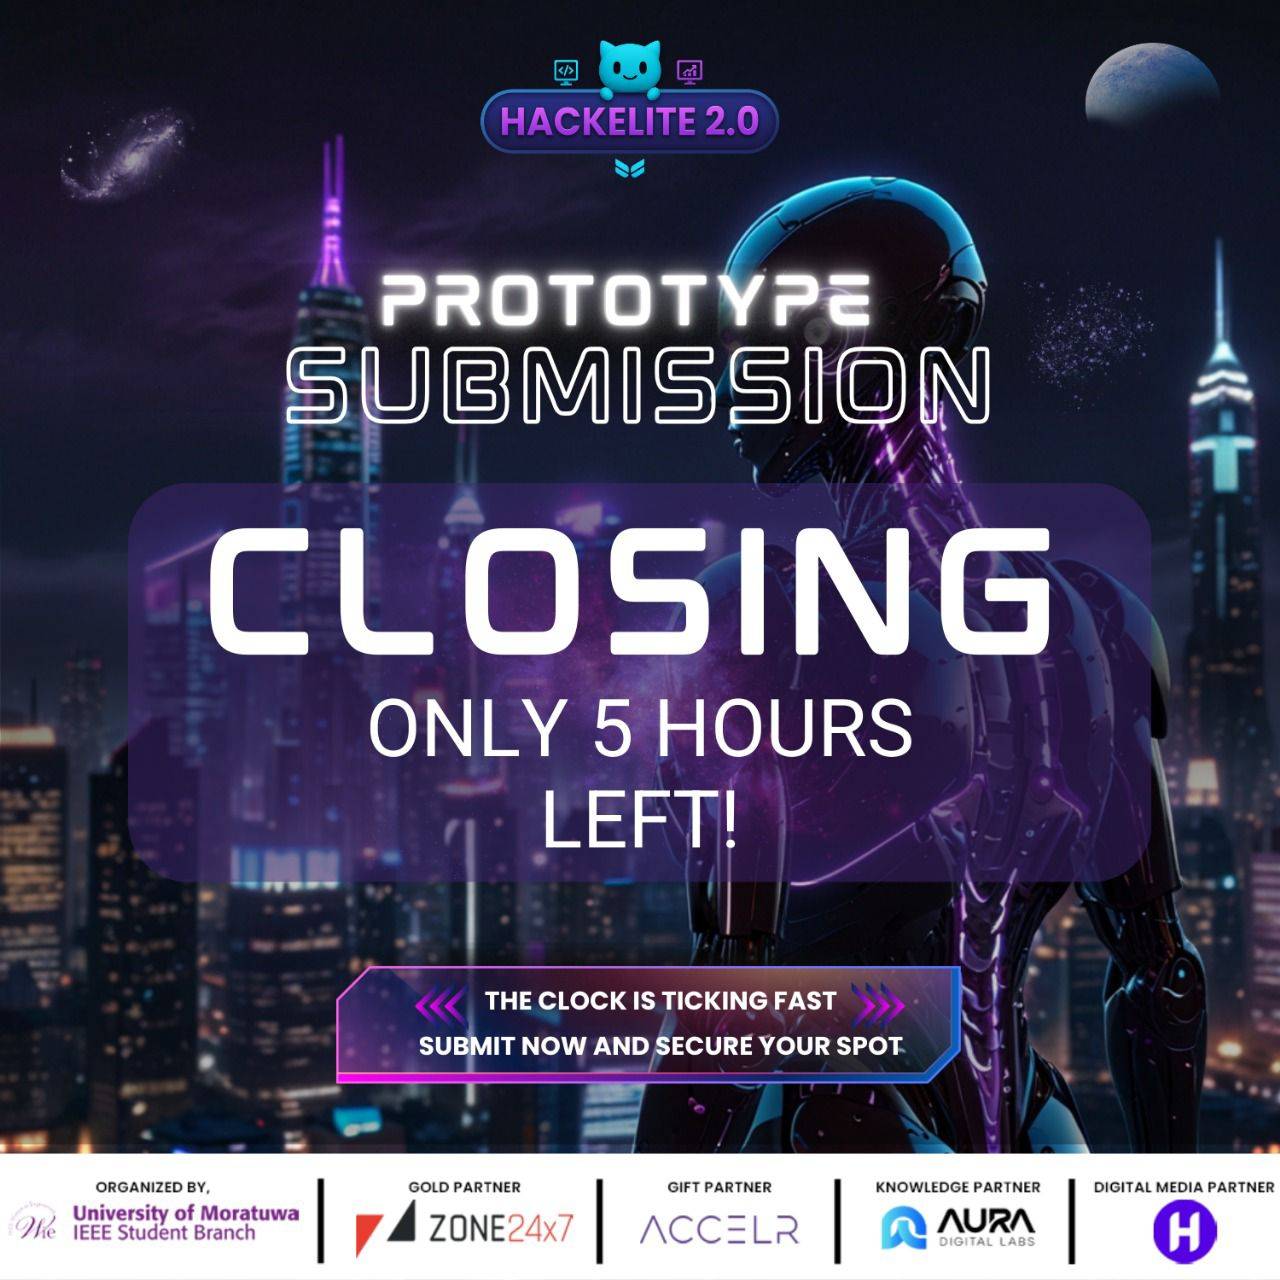 HACKELITE 2.0
PROTOTYPE
SUBMISSION
CLOSING
ONLY 5 HOURS
LEFT!
THE CLOCK IS TICKING FAST
SUBMIT NOW AND SECURE YOUR SPOT
ORGANIZED BY,
Wie
University of Moratuwa
IEEE Student Branch
GOLD PARTNER
ZONE24x7
GIFT PARTNER
ACCELR
KNOWLEDGE PARTNER
AURA
DIGITAL LABS
DIGITAL MEDIA PARTNER
H